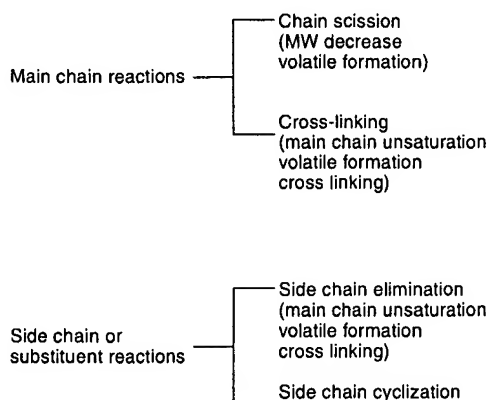 Chain scission
(MW decrease
volatile formation)
Main chain reactions
Cross-linking
(main chain unsaturation
volatile formation
cross linking)
Side chain elimination
(main chain unsaturation
volatile formation
cross linking)
Side chain or
substituent reactions
Side chain cyclization